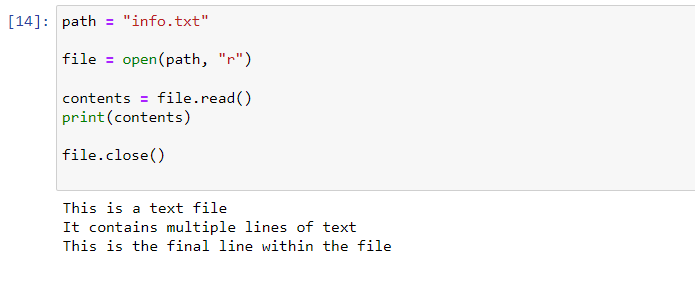 [14]: path = "info.txt"
file = open(path, "r")
contents = file.read()
print(contents)
file.close()
This is a text file
It contains multiple lines of text
This is the final line within the file